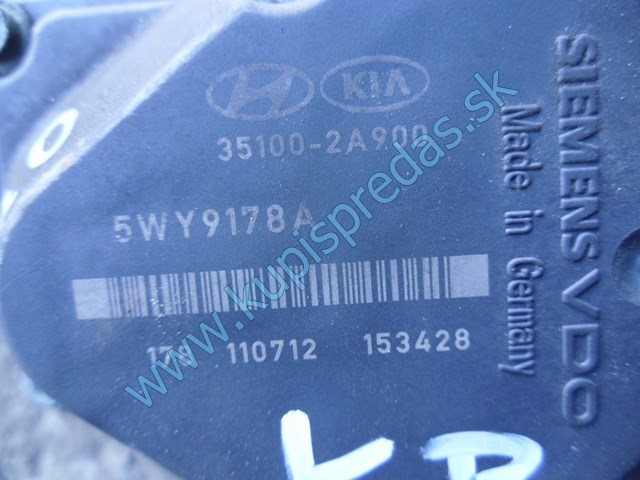 KIA
35100-2A900
5WY9178A
110712 153428
SIEMENS VDO
Made in Germany
www.kupispredas.sk